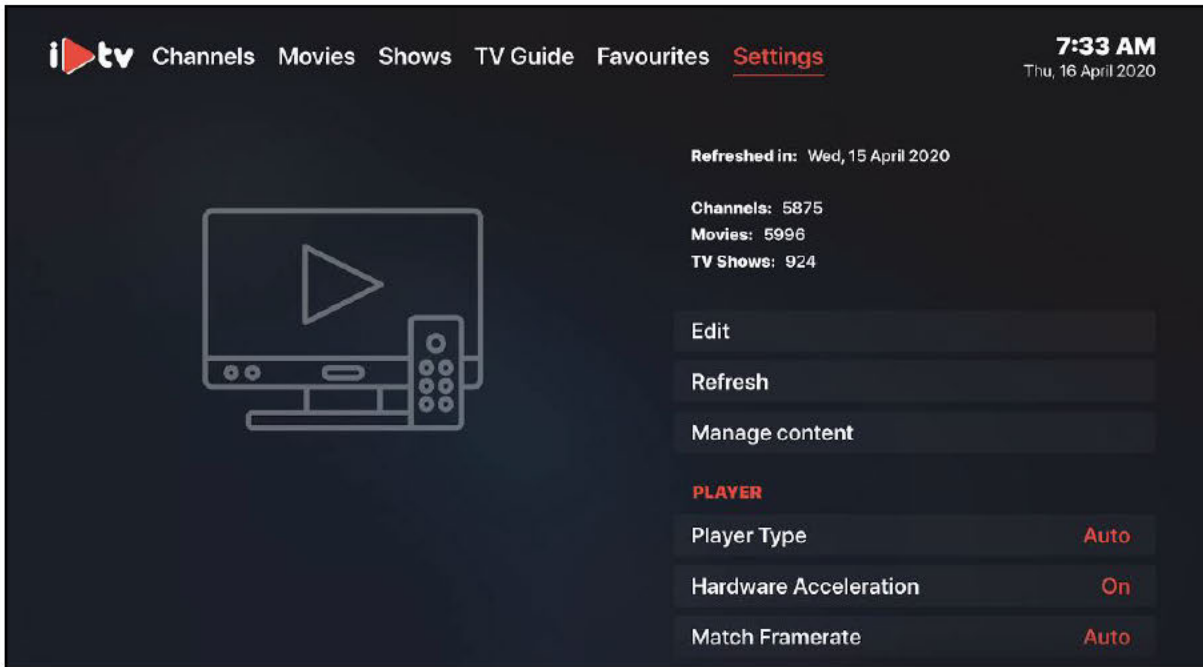 iptv Channels Movies Shows TV Guide Favourites Settings
7:33 AM
Thu, 16 April 2020
Refreshed in: Wed, 15 April 2020
Channels: 5875
Movies: 5996
TV Shows: 924
Edit
Refresh
Manage content
PLAYER
Player Type Auto
Hardware Acceleration On
Match Framerate Auto